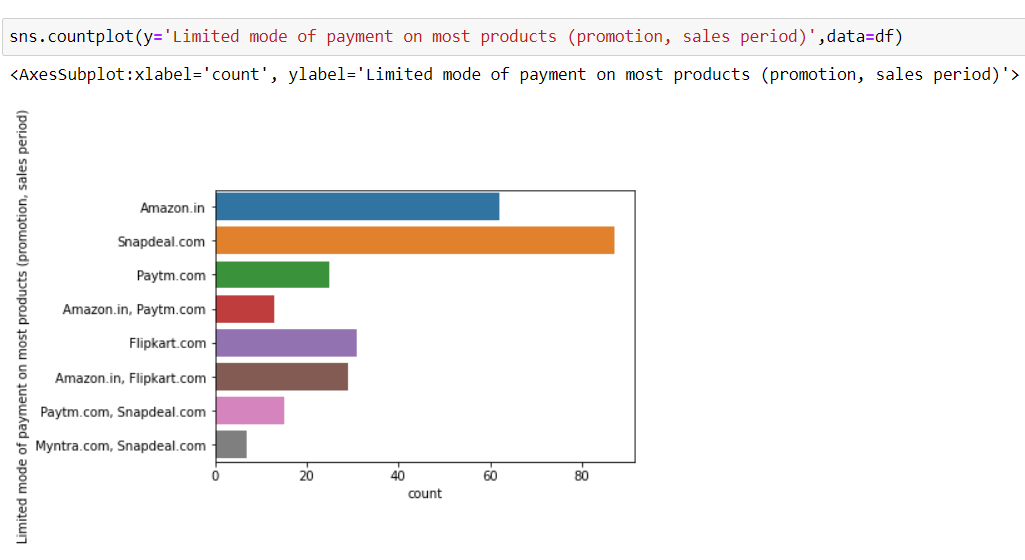 sns.countplot(y='Limited mode of payment on most products (promotion, sales period)',data=df)
<AxesSubplot:xlabel='count', ylabel='Limited mode of payment on most products (promotion, sales period)'>
Limited mode of payment on most products (promotion, sales period)
Amazon.in
Snapdeal.com
Paytm.com
Amazon.in, Paytm.com
Flipkart.com
Amazon.in, Flipkart.com
Paytm.com, Snapdeal.com
Myntra.com, Snapdeal.com
0 20 40 60 80
count